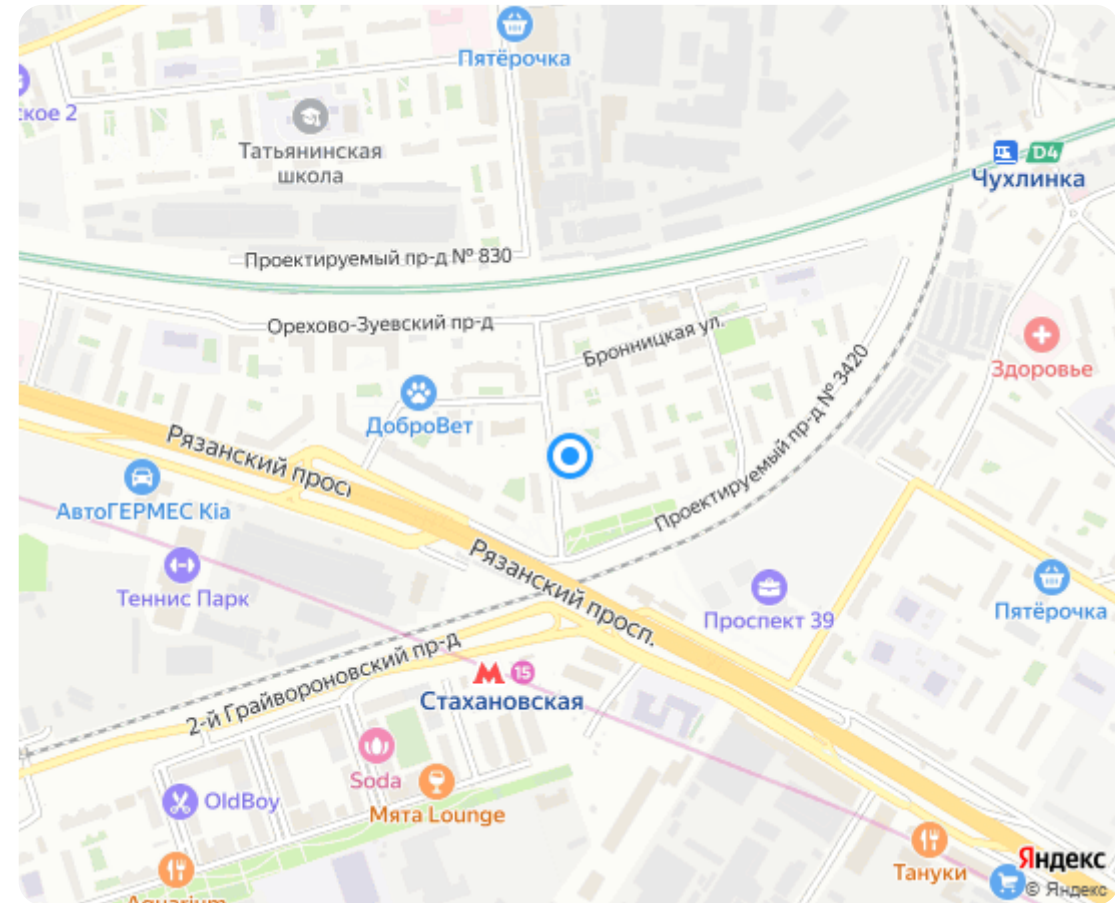 Пятёрочка
ское 2
Татьянинская
школа
D4
Чухлинка
Проектируемый пр-д № 830
Орехово-Зуевский пр-д
Бронницкая ул.
Здоровье
ДоброВет
Проектируемый пр-д № 3420
Рязанский просп
АвтоГЕРМЕС Kia
Рязанский просп.
Теннис Парк
Проспект 39
Пятёрочка
2-й Грайвороновский пр-д
М 15
Стахановская
Soda
OldBoy
Мята Lounge
Тануки
Яндекс
© Яндекс
Aquarium